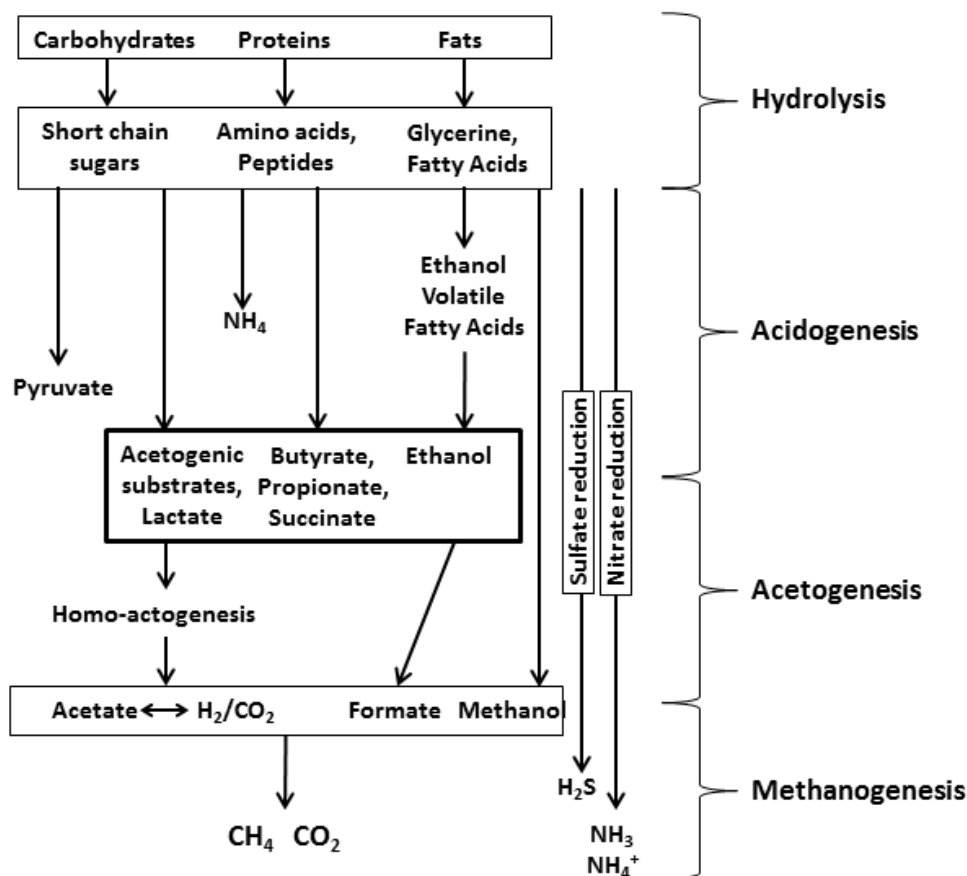 Carbohydrates Proteins Fats
Hydrolysis
Short chain sugars
Amino acids, Peptides
Glycerine, Fatty Acids
Ethanol
Volatile
Fatty Acids
NH₄
Acidogenesis
Pyruvate
Acetogenic substrates, Lactate
Butyrate, Propionate, Succinate
Ethanol
Sulfate reduction
Nitrate reduction
Acetogenesis
Homo-actogenesis
Acetate H₂/CO₂ Formate Methanol
H₂S
Methanogenesis
CH₄ CO₂
NH₃
NH₄⁺